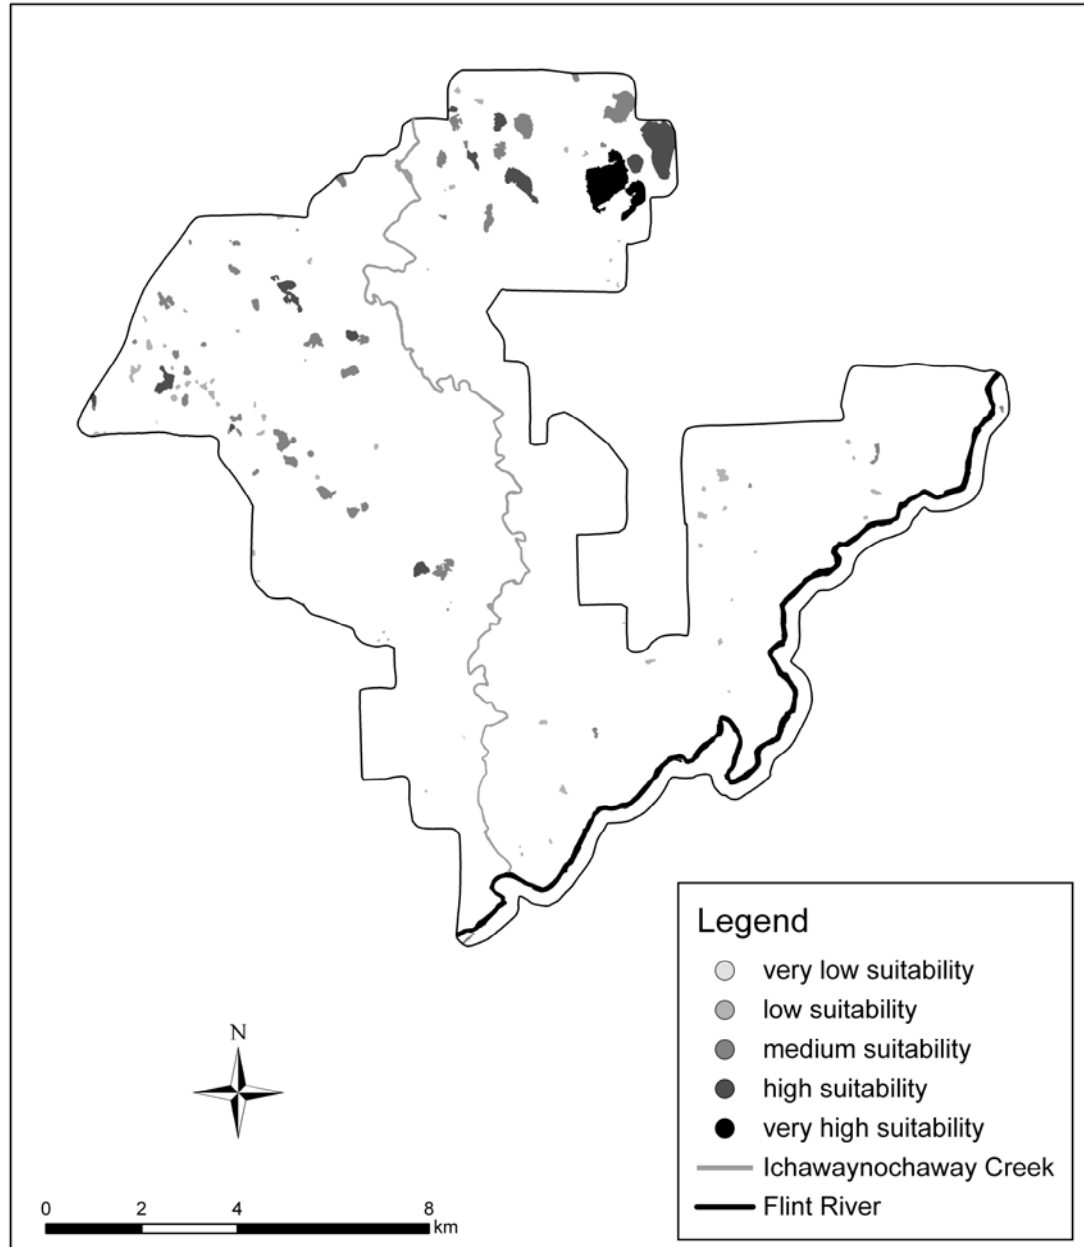 Legend
very low suitability
low suitability
medium suitability
high suitability
very high suitability
Ichawaynochaway Creek
Flint River
N
0 2 4 8
km